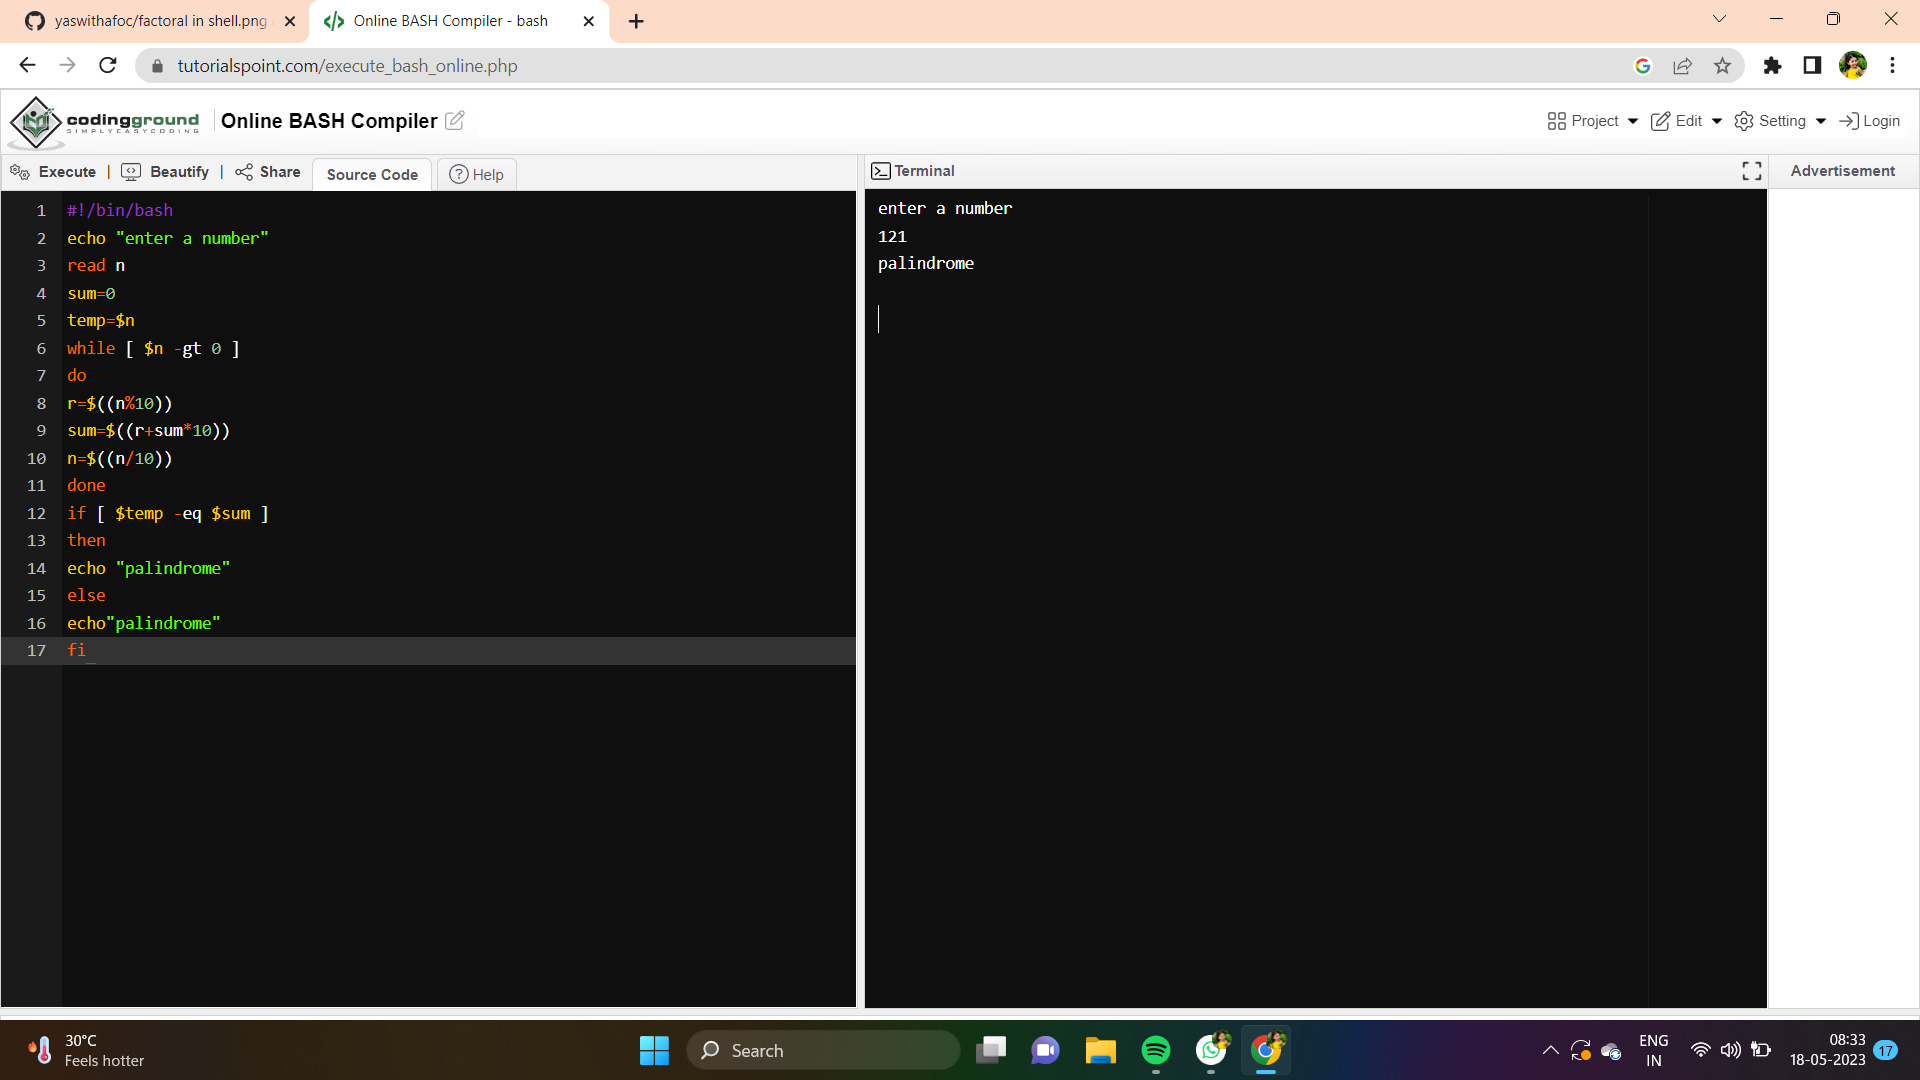 yaswithafoc/factoral in shell.png
Online BASH Compiler - bash
tutorialspoint.com/execute_bash_online.php
codingground
SIMPLYEASYCODING
Online BASH Compiler
Project
Edit
Setting
Login
Execute | Beautify | Share
Source Code
Help
Terminal
Advertisement
1 #!/bin/bash
2 echo "enter a number"
3 read n
4 sum=0
5 temp=$n
6 while [ $n -gt 0 ]
7 do
8 r=$((n%10))
9 sum=$((r+sum*10))
10 n=$((n/10))
11 done
12 if [ $temp -eq $sum ]
13 then
14 echo "palindrome"
15 else
16 echo"palindrome"
17 fi
enter a number
121
palindrome
30°C
Feels hotter
Search
ENG
IN
08:33
18-05-2023
17